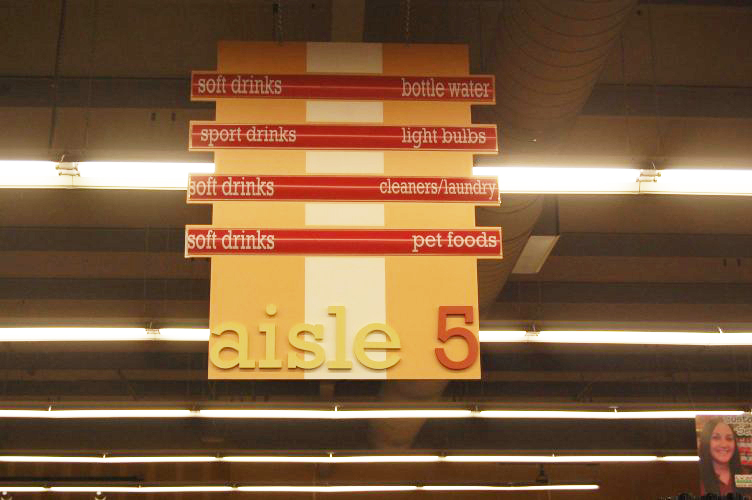 soft drinks bottle water
sport drinks light bulbs
soft drinks cleaners/laundry
soft drinks pet foods
aisle 5